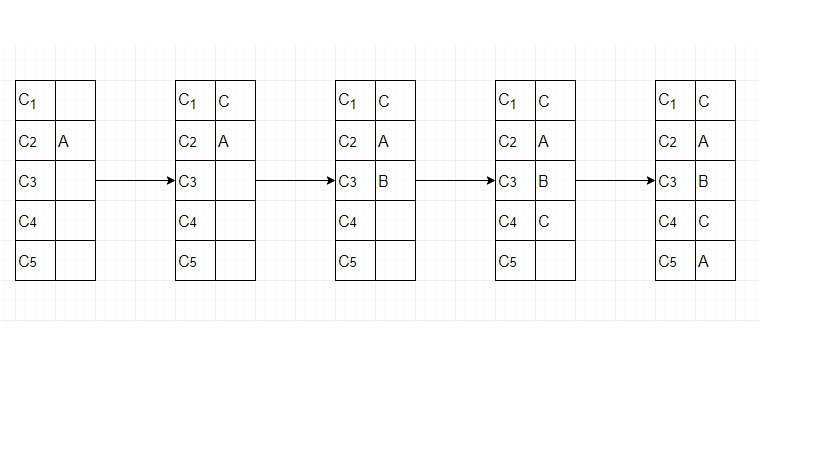 C1 C1 C C1 C C1 C C1 C
C2 A C2 A C2 A C2 A C2 A
C3 C3 C3 B C3 B C3 B
C4 C4 C4 C4 C C4 C
C5 C5 C5 C5 C5 A